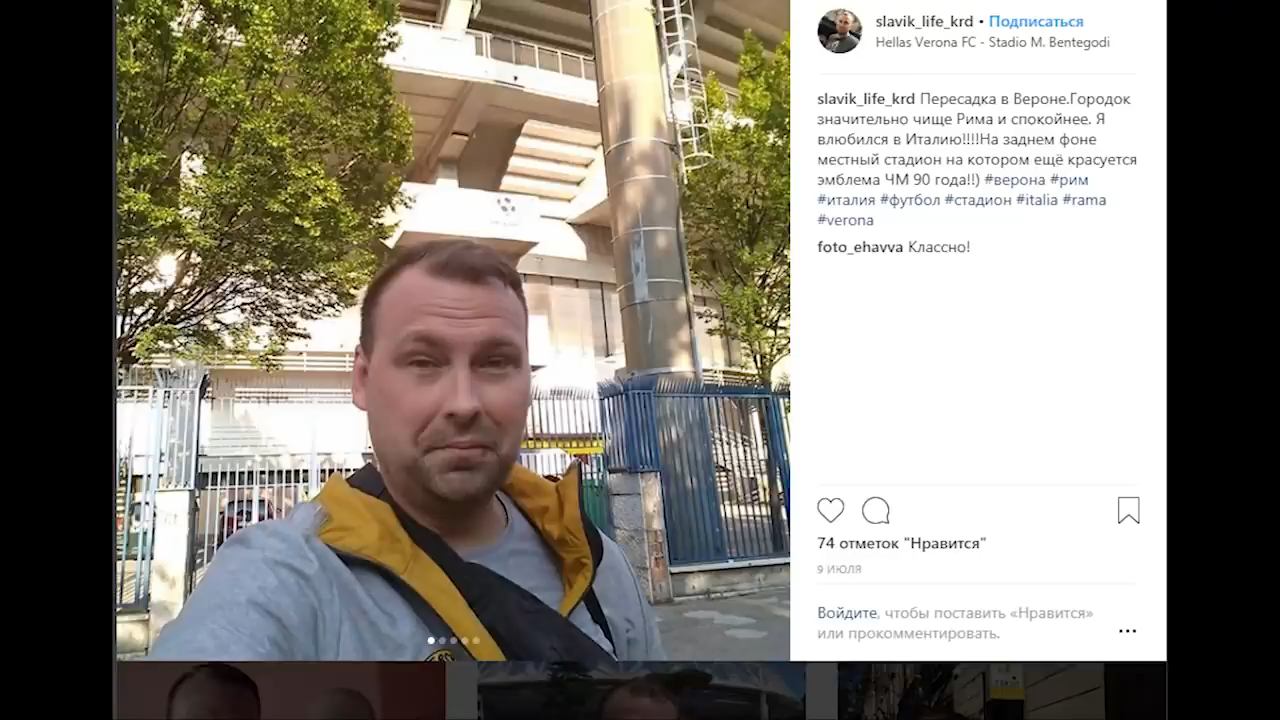 slavik_life_krd • Подписаться
Hellas Verona FC - Stadio M. Bentegodi
slavik_life_krd Пересадка в Вероне.Городок
значительно чище Рима и спокойнее. Я
влюбился в Италию!!!!На заднем фоне
местный стадион на котором ещё красуется
эмблема ЧМ 90 года!!) #верона #рим
#италия #футбол #стадион #italia #rama
#verona
foto_ehavva Классно!
74 отметок "Нравится"
9 ИЮЛЯ
Войдите, чтобы поставить «Нравится»
или прокомментировать.